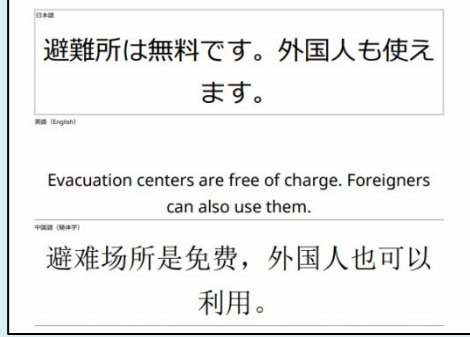 日本語
避難所は無料です。外国人も使え
ます。
英語（English）
Evacuation centers are free of charge. Foreigners
can also use them.
中国語（簡体字）
避难场所是免费，外国人也可以
利用。